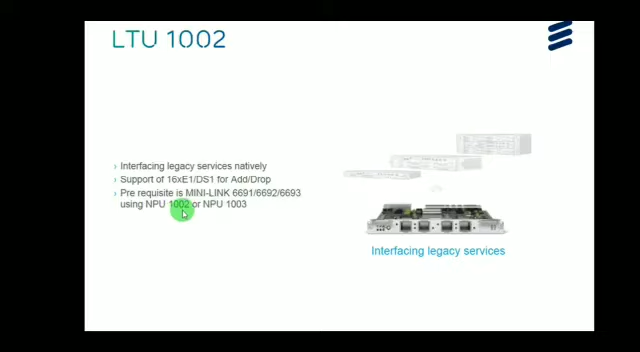 LTU 1002
› Interfacing legacy services natively
› Support of 16xE1/DS1 for Add/Drop
› Pre requisite is MINI-LINK 6691/6692/6693
using NPU 1002 or NPU 1003
Interfacing legacy services